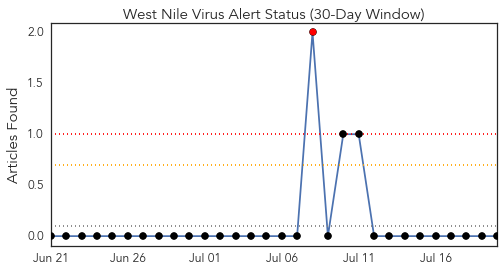 West Nile Virus Alert Status (30-Day Window)
Articles Found
2.0
1.5
1.0
0.5
0.0
Jun 21 Jun 26 Jul 01 Jul 06 Jul 11 Jul 16